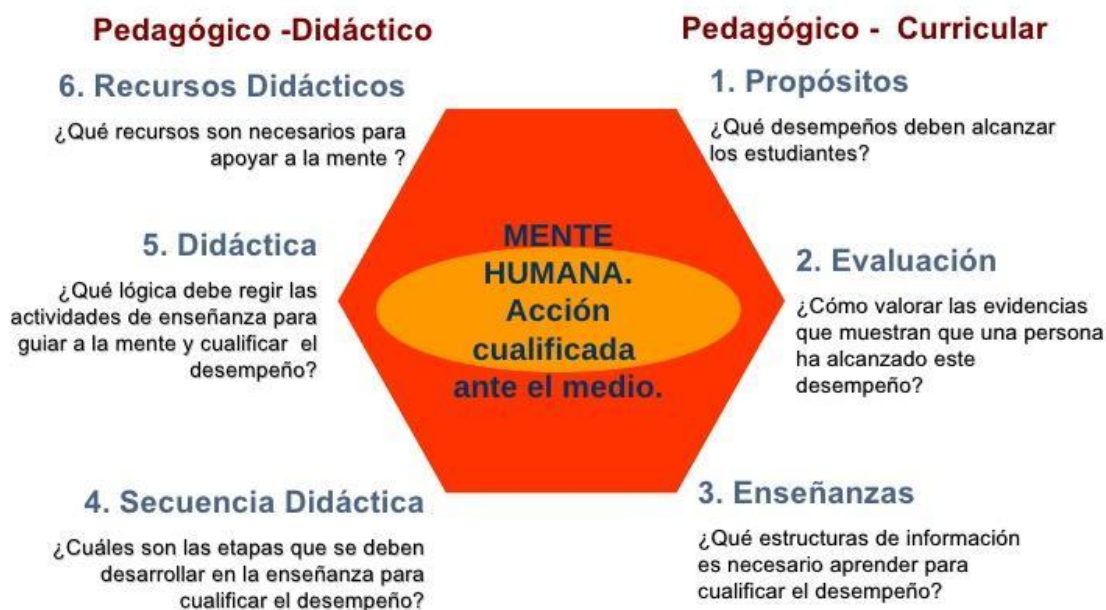 Pedagógico -Didáctico
Pedagógico - Curricular
6. Recursos Didácticos
¿Qué recursos son necesarios para
apoyar a la mente ?
1. Propósitos
¿Qué desempeños deben alcanzar
los estudiantes?
5. Didáctica
¿Qué lógica debe regir las
actividades de enseñanza para
guiar a la mente y cualificar el
desempeño?
MENTE
HUMANA.
Acción
cualificada
ante el medio.
2. Evaluación
¿Cómo valorar las evidencias
que muestran que una persona
ha alcanzado este
desempeño?
4. Secuencia Didáctica
¿Cuáles son las etapas que se deben
desarrollar en la enseñanza para
cualificar el desempeño?
3. Enseñanzas
¿Qué estructuras de información
es necesario aprender para
cualificar el desempeño?